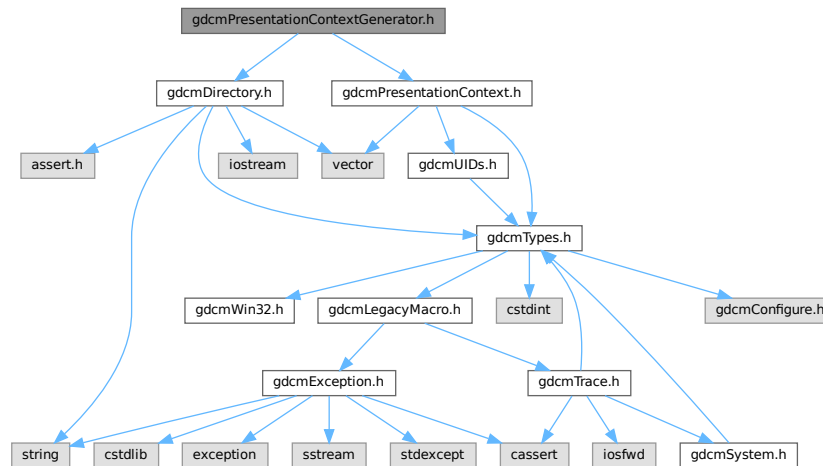 gdcmPresentationContextGenerator.h
gdcmDirectory.h
gdcmPresentationContext.h
assert.h
iostream
vector
gdcmUIDs.h
gdcmTypes.h
gdcmWin32.h
gdcmLegacyMacro.h
cstdint
gdcmConfigure.h
gdcmException.h
gdcmTrace.h
string
cstdlib
exception
sstream
stdexcept
cassert
iosfwd
gdcmSystem.h